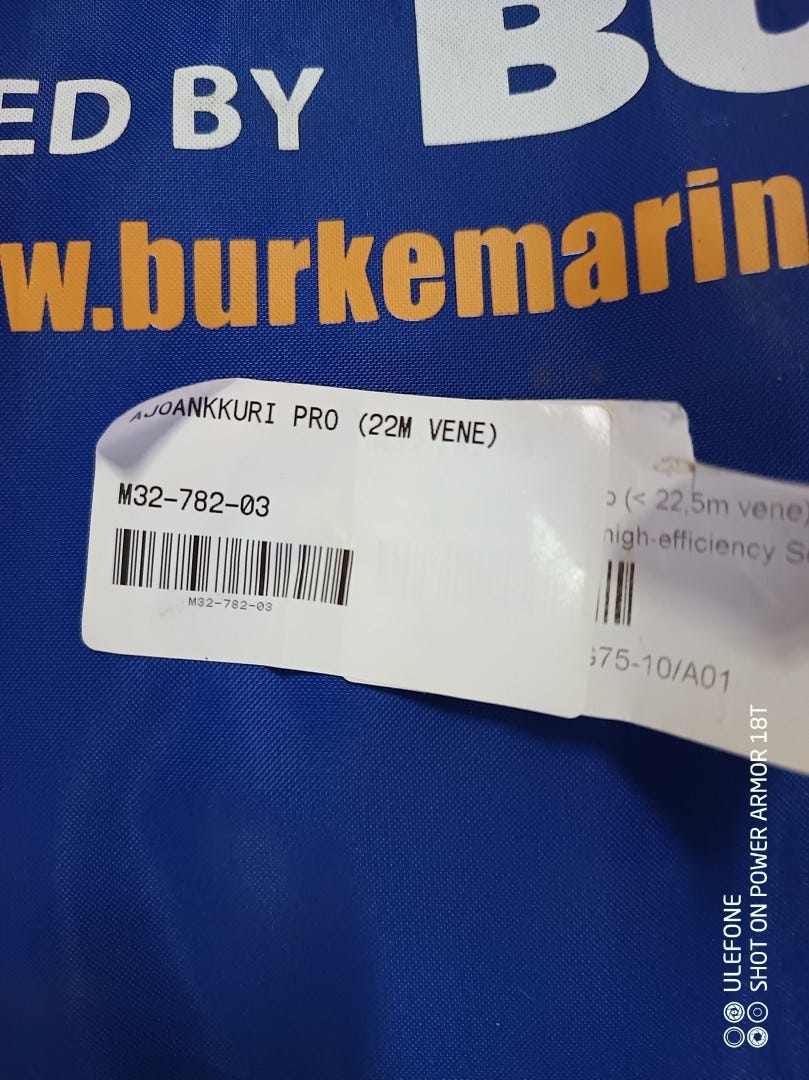 ED BY BU
w.burkemarin
AJOANKKURI PRO (22M VENE)
M32-782-03
M32-782-03
o (< 22,5m vene)
high-efficiency S
G75-10/A01
ULEFONE
SHOT ON POWER ARMOR 18T